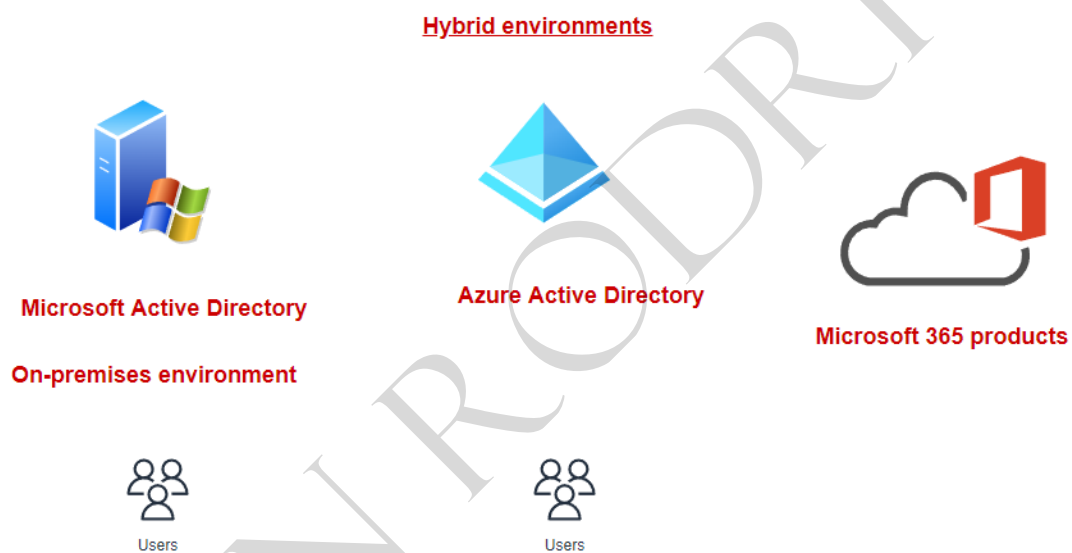 Hybrid environments
Microsoft Active Directory
Azure Active Directory
Microsoft 365 products
On-premises environment
Users
Users